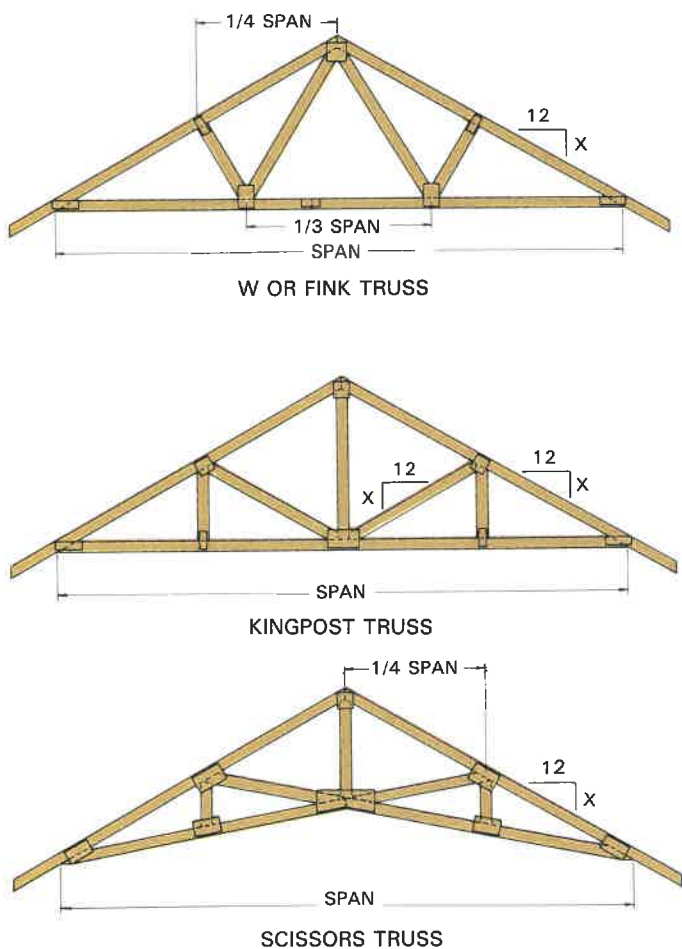 1/4 SPAN
12
X
1/3 SPAN
SPAN
W OR FINK TRUSS
12
X
12
X
SPAN
KINGPOST TRUSS
1/4 SPAN
12
X
SPAN
SCISSORS TRUSS